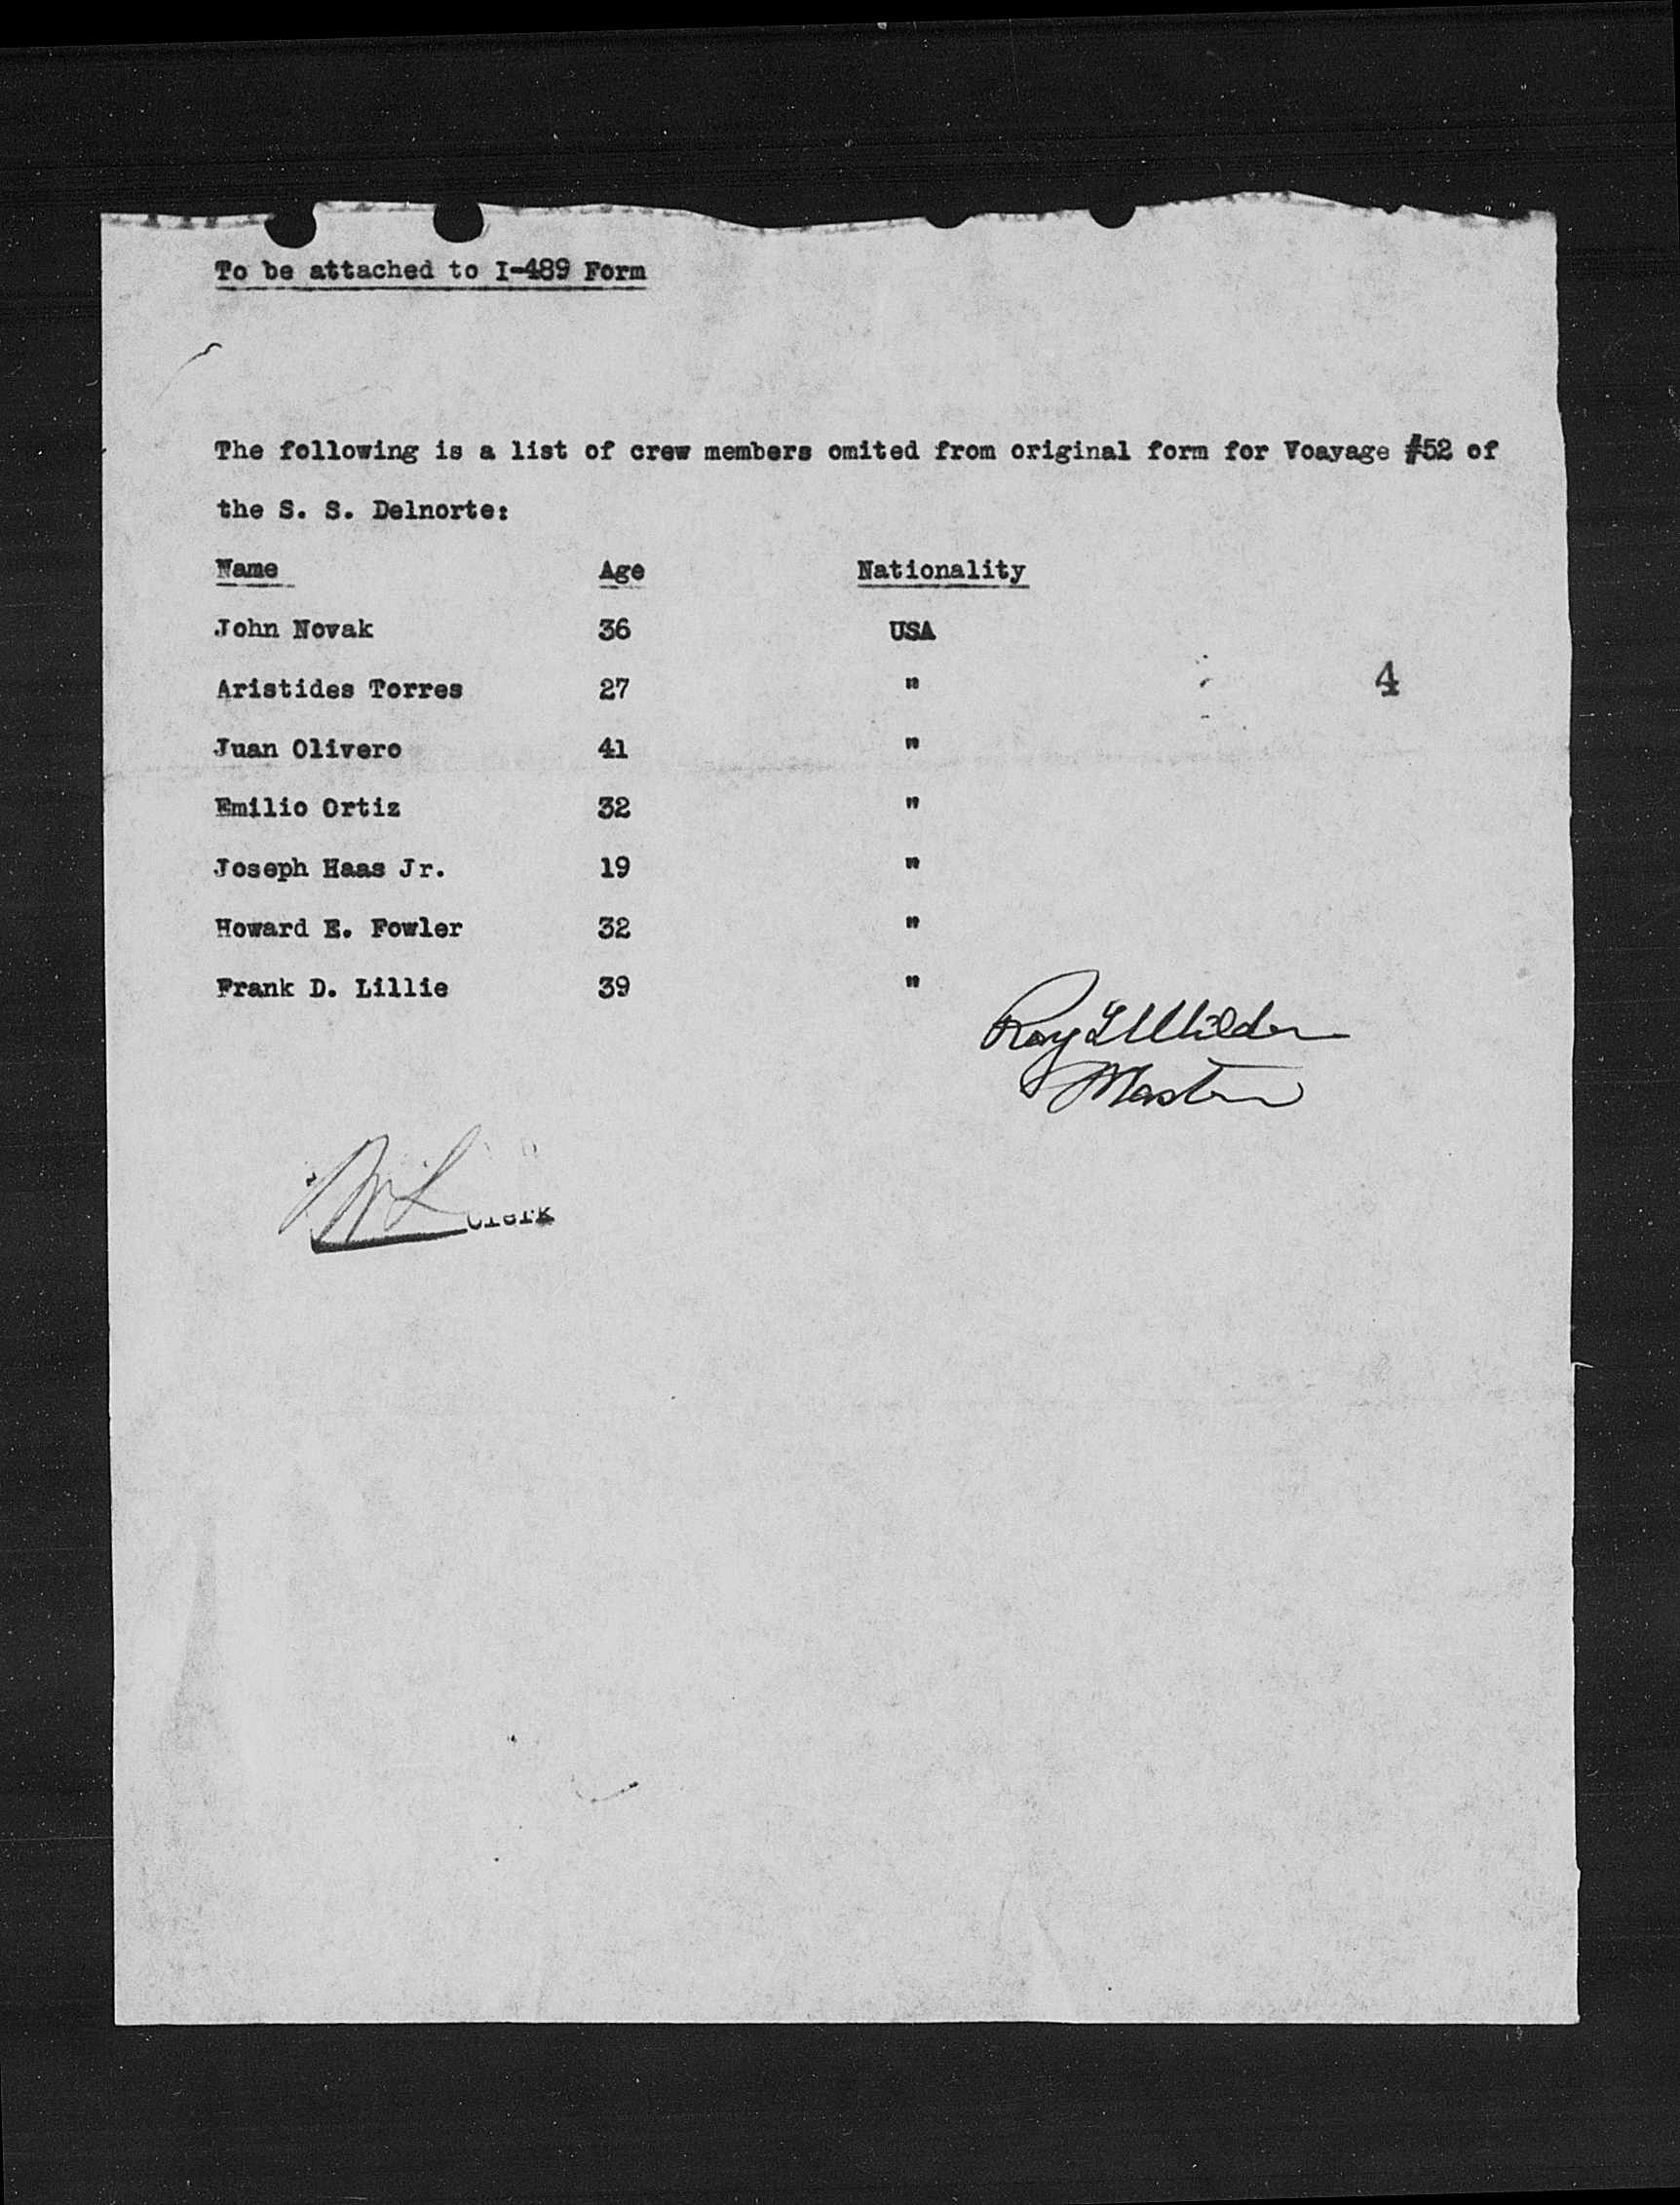 To be attached to I-489 Form
The following is a list of crew members omited from original form for Voayage #52 of
the S. S. Delnorte:
Name Age Nationality
John Novak 36 USA
Aristides Torres 27 "
4
Juan Olivero 41 "
Emilio Ortiz 32 "
Joseph Haas Jr. 19 "
Howard E. Fowler 32 "
Frank D. Lillie 39 "
Roy L Wilder
Master
Clerk